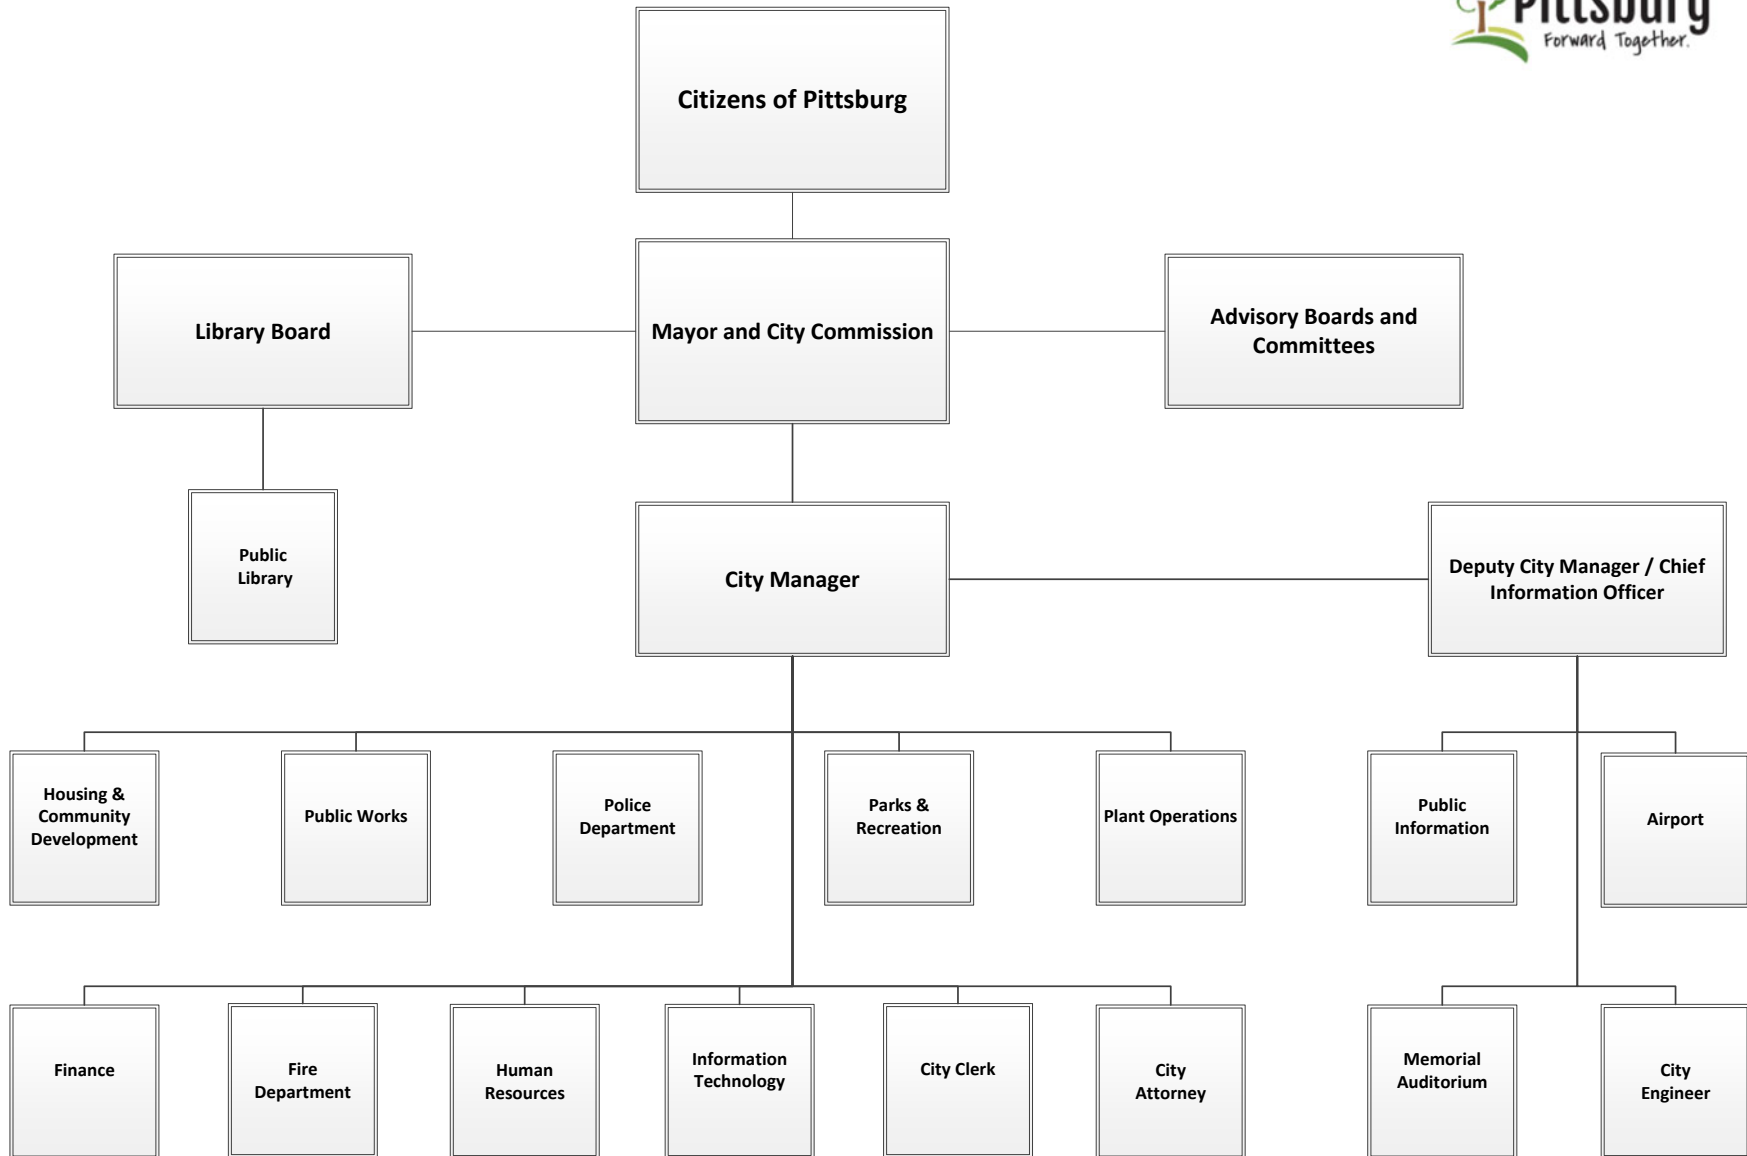 Pittsburg
Forward Together.
Citizens of Pittsburg
Library Board
Mayor and City Commission
Advisory Boards and
Committees
Public
Library
City Manager
Deputy City Manager / Chief
Information Officer
Housing &
Community
Development
Public Works
Police
Department
Parks &
Recreation
Plant Operations
Public
Information
Airport
Finance
Fire
Department
Human
Resources
Information
Technology
City Clerk
City
Attorney
Memorial
Auditorium
City
Engineer